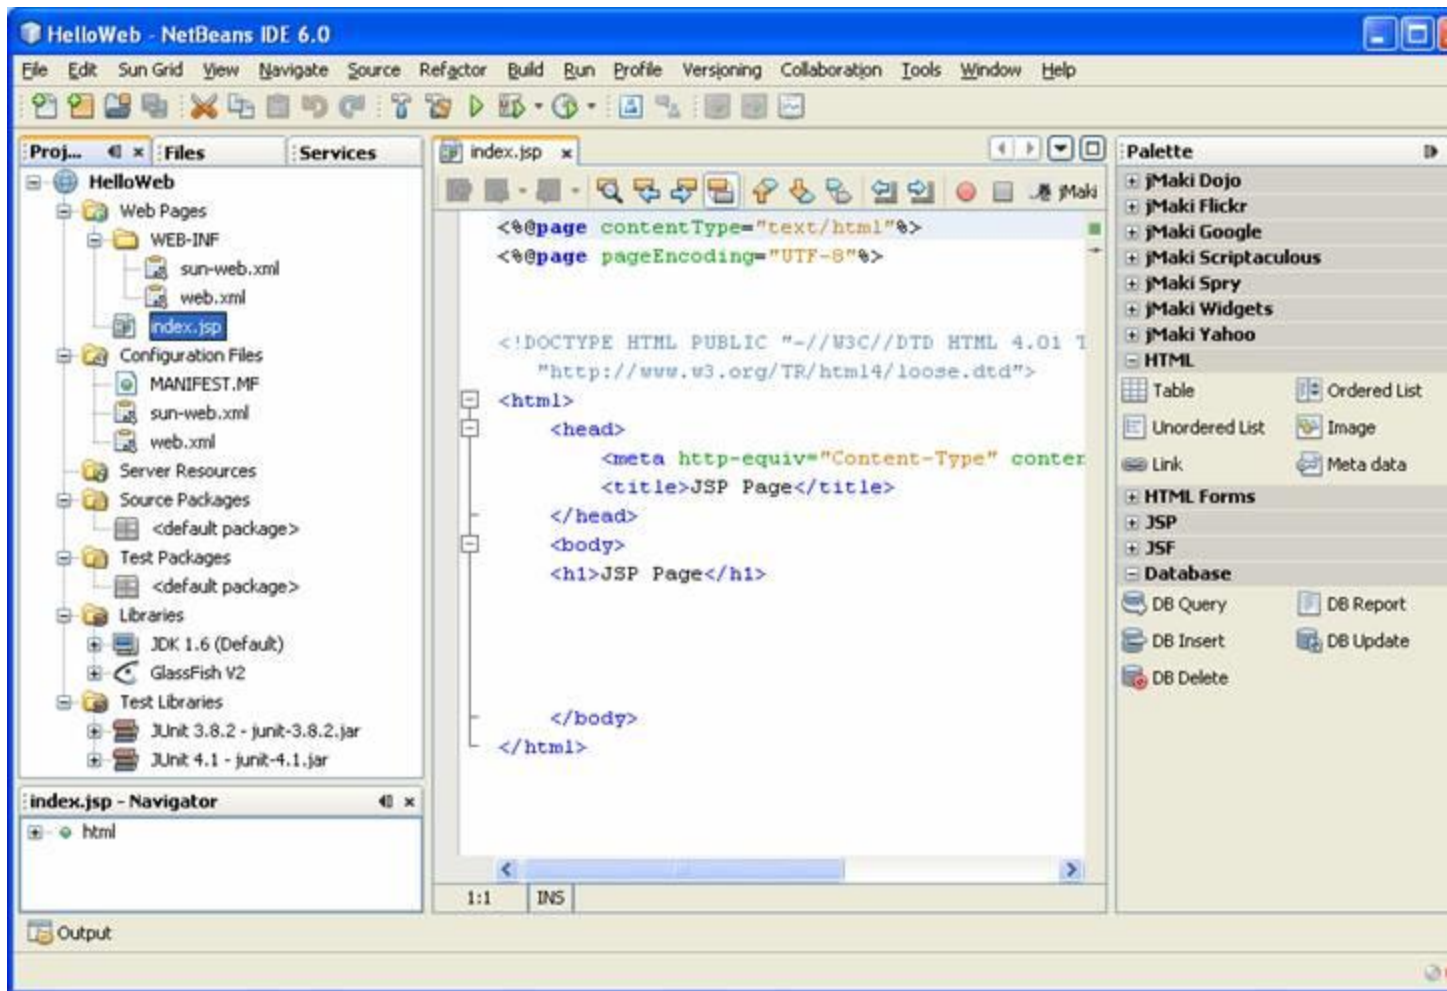 HelloWeb - NetBeans IDE 6.0
File Edit Sun Grid View Navigate Source Refactor Build Run Profile Versioning Collaboration Tools Window Help
Proj... Files Services
HelloWeb
Web Pages
WEB-INF
sun-web.xml
web.xml
index.jsp
Configuration Files
MANIFEST.MF
sun-web.xml
web.xml
Server Resources
Source Packages
<default package>
Test Packages
<default package>
Libraries
JDK 1.6 (Default)
GlassFish V2
Test Libraries
JUnit 3.8.2 - junit-3.8.2.jar
JUnit 4.1 - junit-4.1.jar
index.jsp - Navigator
html
index.jsp
jMaki
<%@page contentType="text/html"%>
<%@page pageEncoding="UTF-8"%>
<!DOCTYPE HTML PUBLIC "-//W3C//DTD HTML 4.01 T
"http://www.w3.org/TR/html4/loose.dtd">
<html>
<head>
<meta http-equiv="Content-Type" conten
<title>JSP Page</title>
</head>
<body>
<h1>JSP Page</h1>
</body>
</html>
1:1 INS
Palette
jMaki Dojo
jMaki Flickr
jMaki Google
jMaki Scriptaculous
jMaki Spry
jMaki Widgets
jMaki Yahoo
HTML
Table Ordered List
Unordered List Image
Link Meta data
HTML Forms
JSP
JSF
Database
DB Query DB Report
DB Insert DB Update
DB Delete
Output